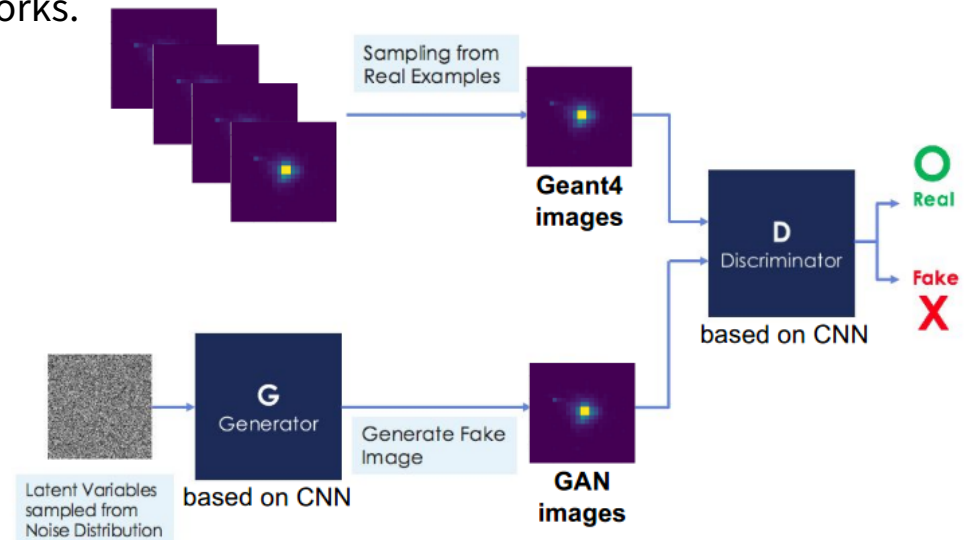 orks.
Sampling from
Real Examples
Geant4
images
D
Discriminator
based on CNN
O
Real
Fake
X
G
Generator
based on CNN
Latent Variables
sampled from
Noise Distribution
Generate Fake
Image
GAN
images